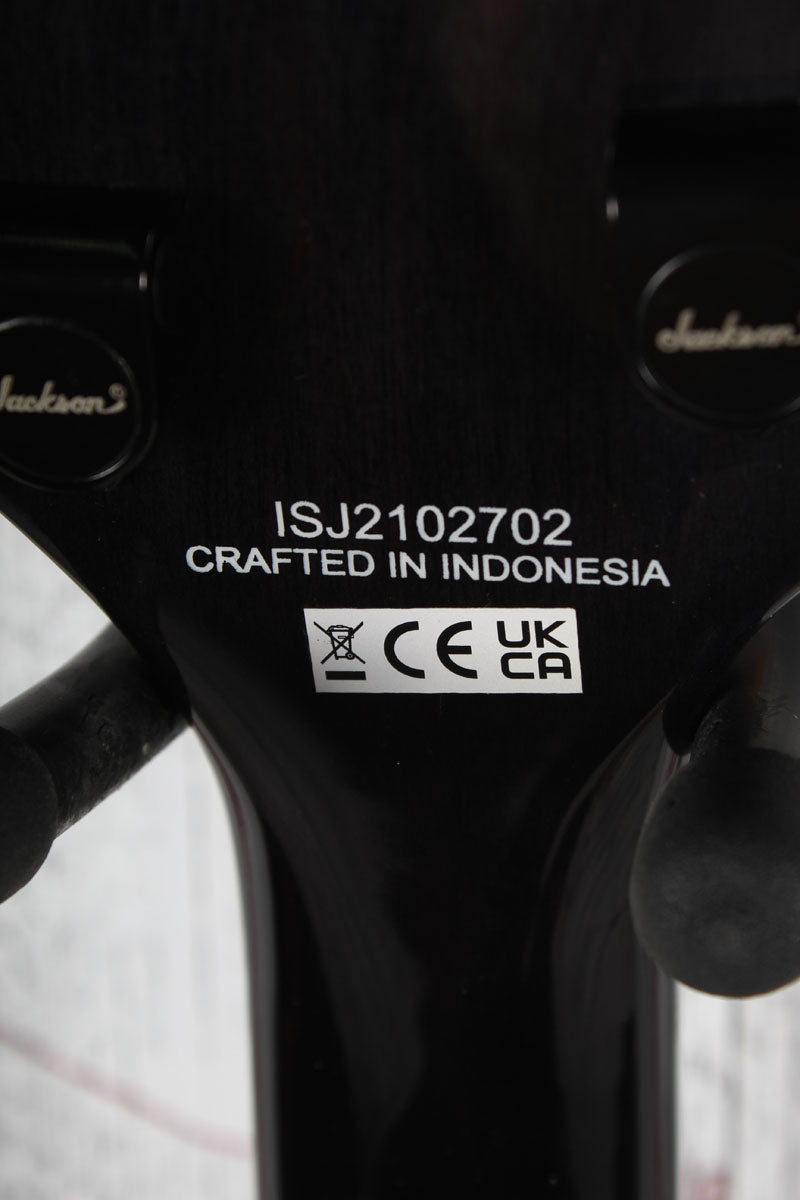 Jackson®
Jackson
ISJ2102702
CRAFTED IN INDONESIA
CE UK
CA